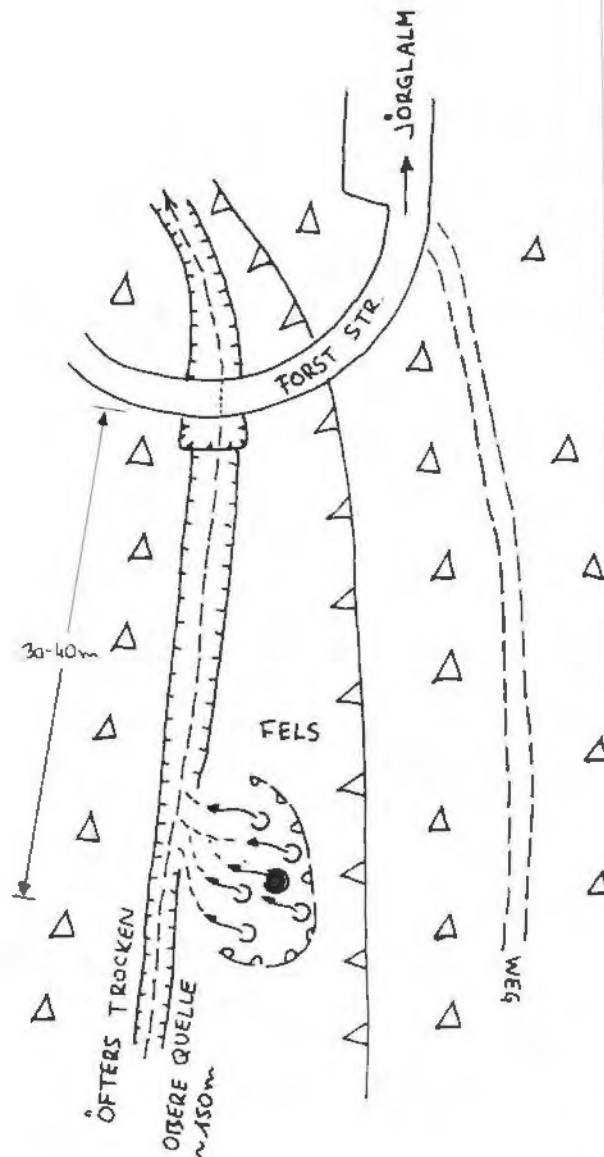 JÖRGLALM
FORST STR.
30-40m
FELS
WEG
ÖFTERS TROCKEN
OBERE QUELLE
~150m